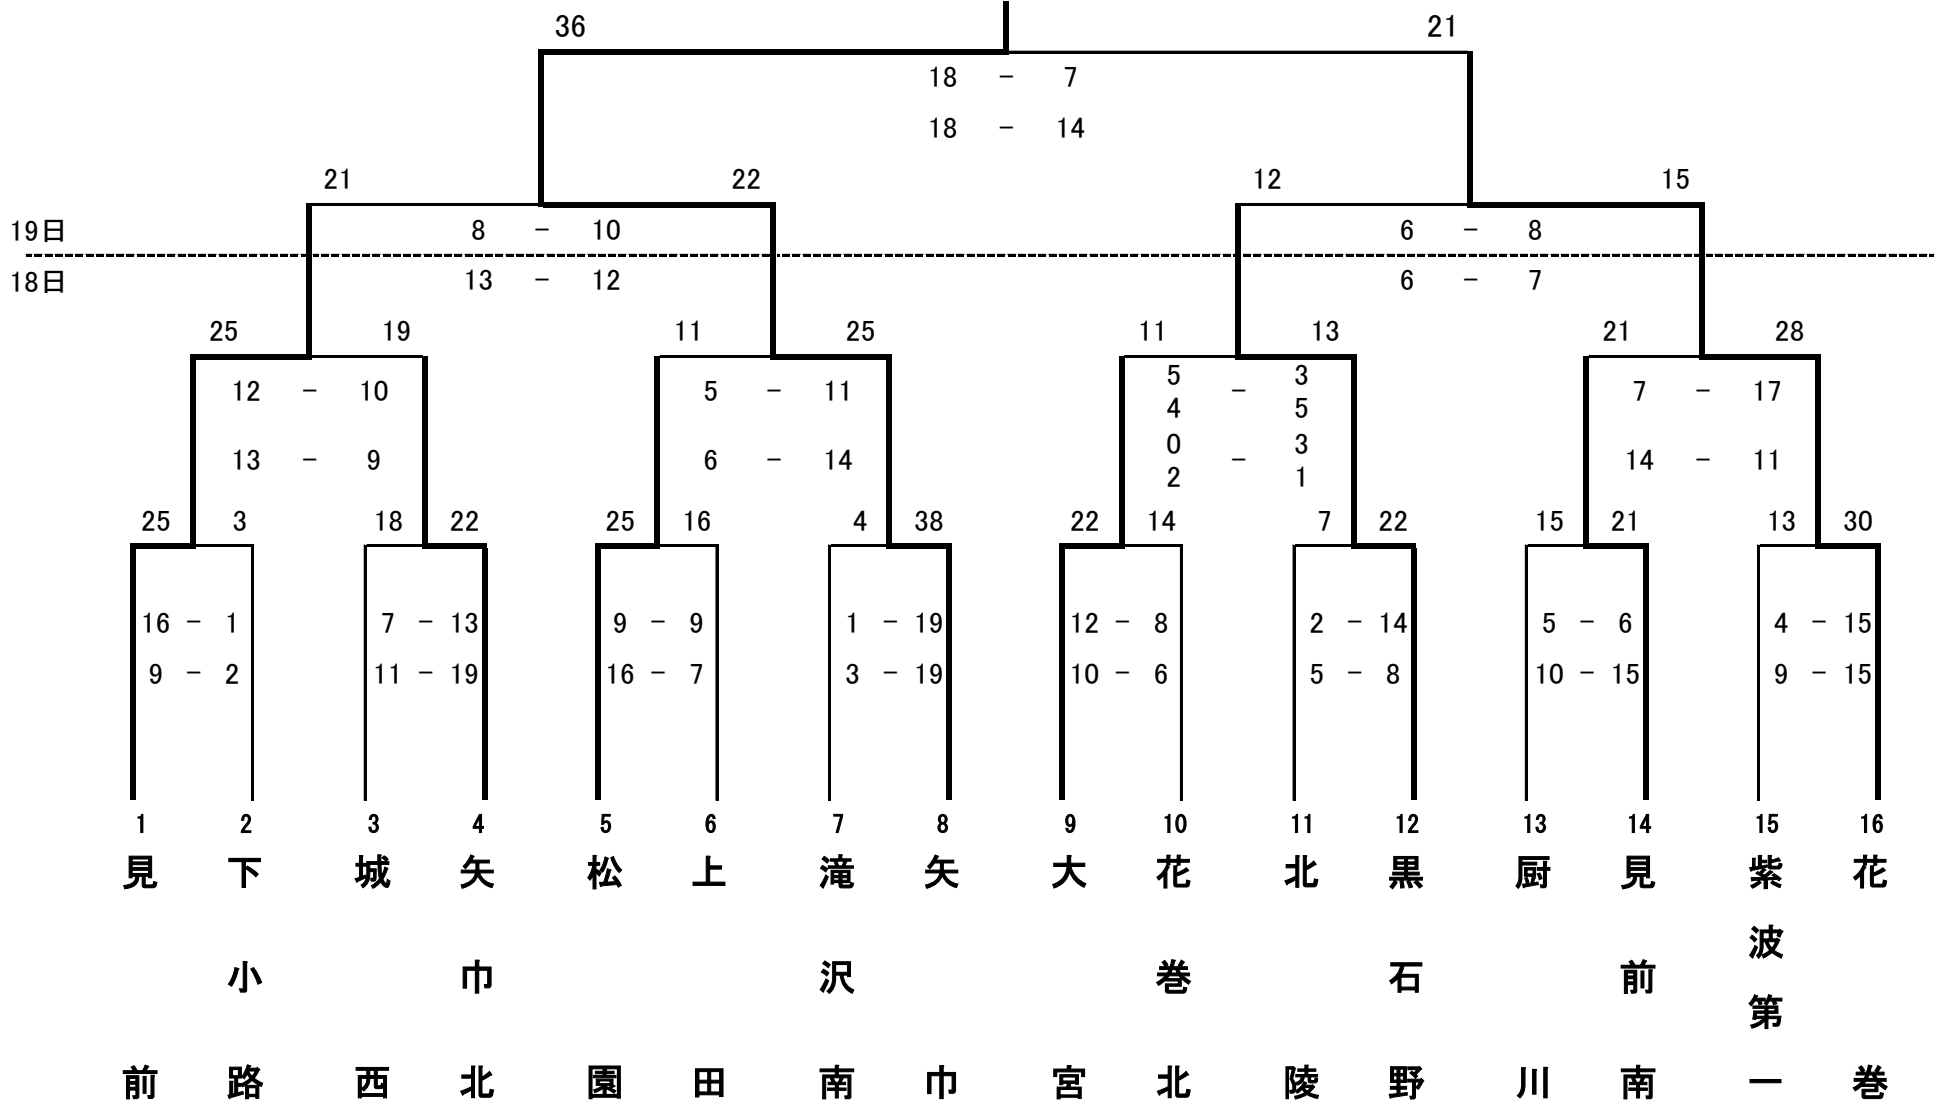 36 21
18 － 7
18 － 14
21 22 12 15
19日 8 － 10 6 － 8
18日 13 － 12 6 － 7
25 19 11 25 11 13 21 28
5 3
12 － 10 5 － 11 － 7 － 17
4 5
0 3
13 － 9 6 － 14 － 14 － 11
2 1
25 3 18 22 25 16 4 38 22 14 7 22 15 21 13 30
16 － 1 7 － 13 9 － 9 1 － 19 12 － 8 2 － 14 5 － 6 4 － 15
9 － 2 11 － 19 16 － 7 3 － 19 10 － 6 5 － 8 10 － 15 9 － 15
1 2 3 4 5 6 7 8 9 10 11 12 13 14 15 16
見前
下小路
城西
矢巾北
松園
上田
滝沢南
矢巾
大宮
花巻北
北陵
黒石野
厨川
見前南
紫波第一
花巻